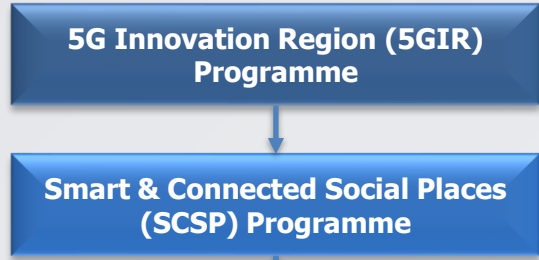 5G Innovation Region (5GIR)
Programme
Smart & Connected Social Places
(SCSP) Programme